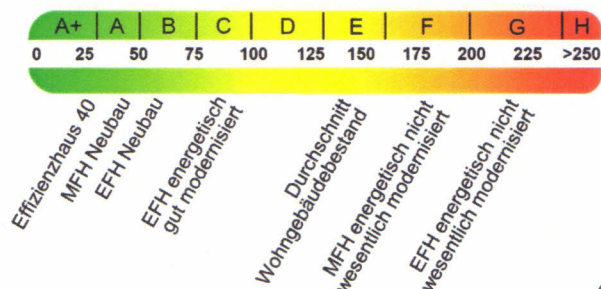 A+ A B C D E F G H
0 25 50 75 100 125 150 175 200 225 >250
Effizienzhaus 40
MFH Neubau
EFH Neubau
EFH energetisch
gut modernisiert
Durchschnitt
Wohngebäudebestand
MFH energetisch nicht
wesentlich modernisiert
EFH energetisch nicht
wesentlich modernisiert